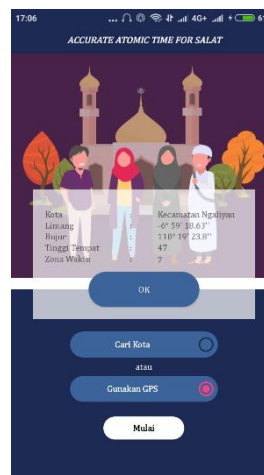 17:06 ... 4G+ + 6
ACCURATE ATOMIC TIME FOR SALAT
Kota : Kecamatan Ngaliyan
Lintang : -6° 59' 18.63''
Bujur : 110° 19' 23.8''
Tinggi Tempat : 47
Zona Waktu : 7
OK
Cari Kota
atau
Gunakan GPS
Mulai